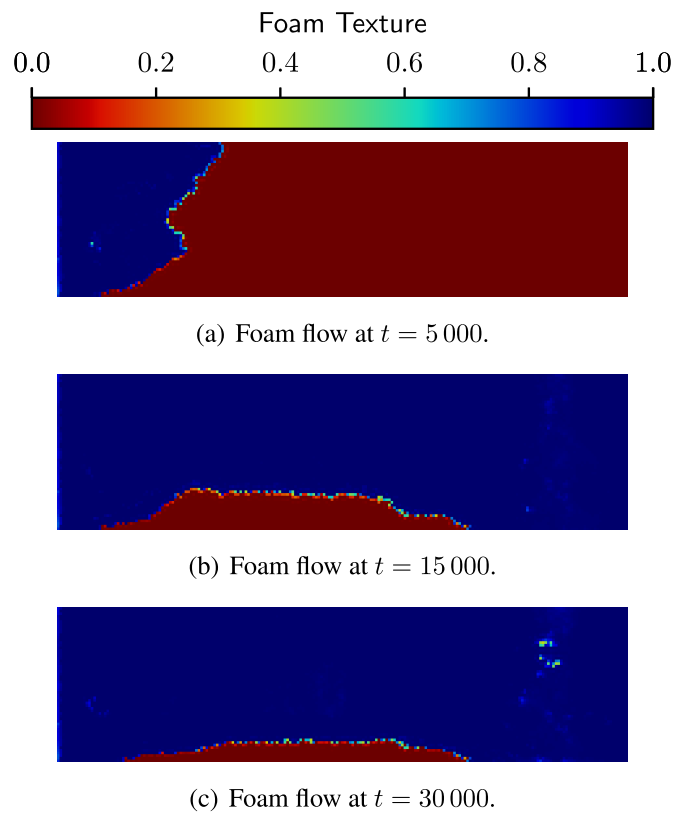 Foam Texture
0.0 0.2 0.4 0.6 0.8 1.0
(a) Foam flow at t = 5 000.
(b) Foam flow at t = 15 000.
(c) Foam flow at t = 30 000.